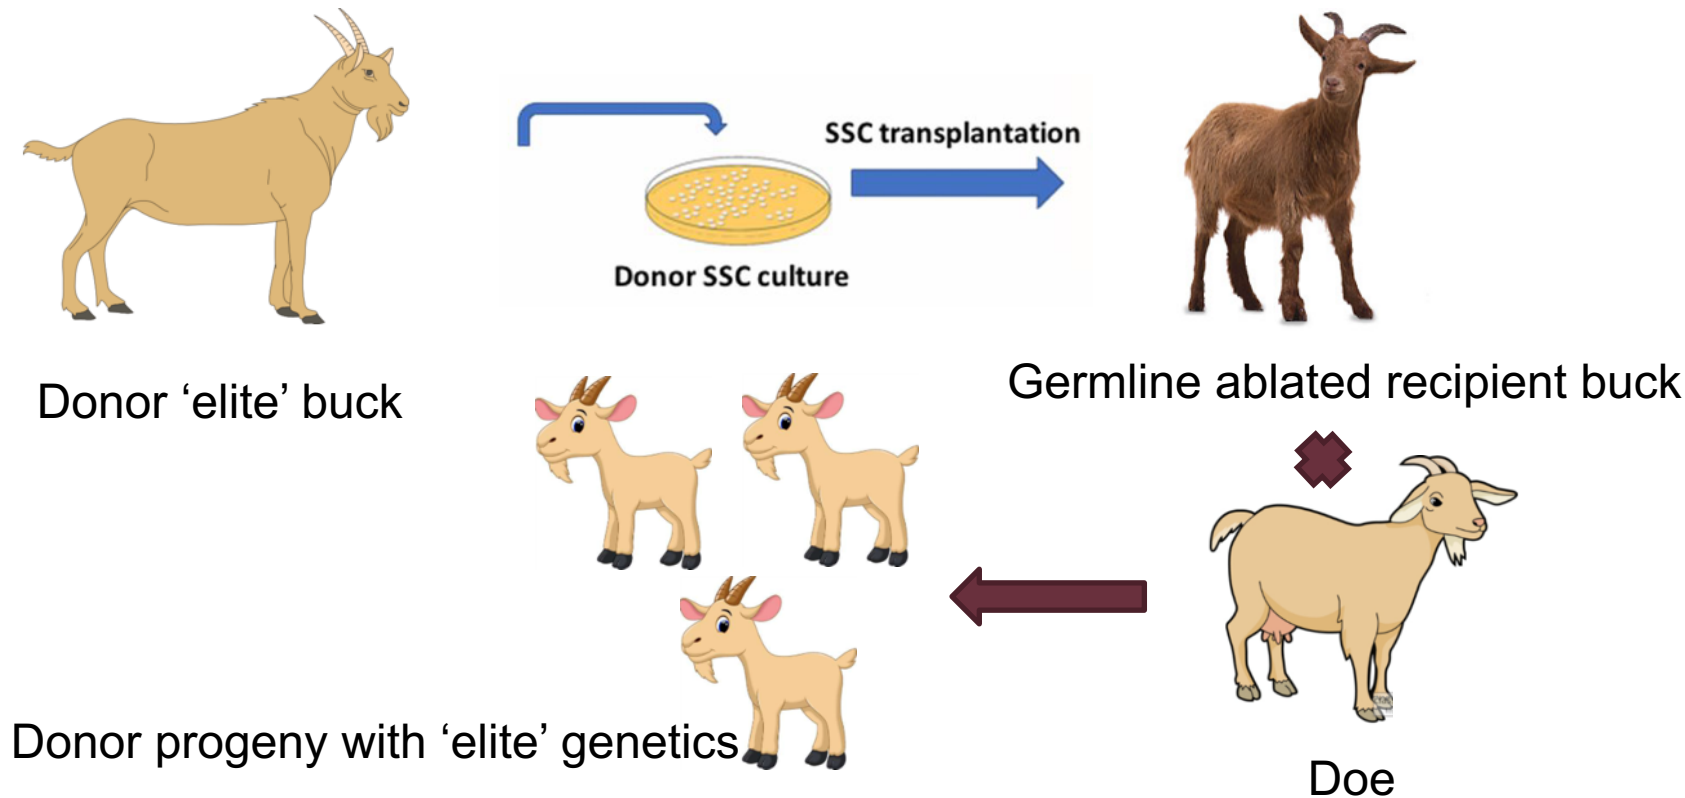 SSC transplantation
Donor SSC culture
Donor ‘elite’ buck
Germline ablated recipient buck
Donor progeny with ‘elite’ genetics
Doe